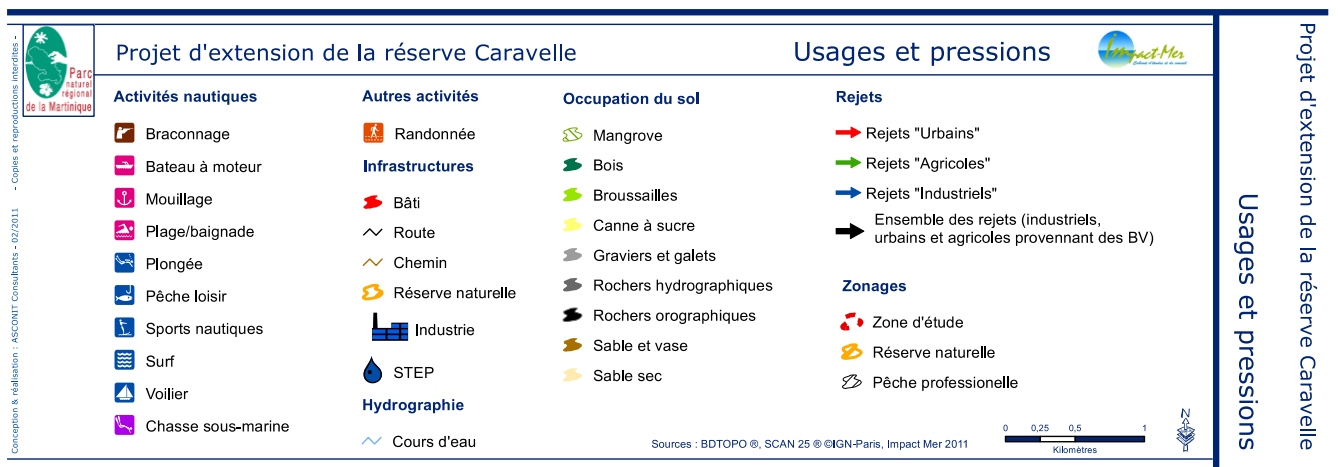 Projet d'extension de la réserve Caravelle
Usages et pressions
Impact-Mer
Parc
naturel
régional
de la Martinique
Activités nautiques
Braconnage
Bateau à moteur
Mouillage
Plage/baignade
Plongée
Pêche loisir
Sports nautiques
Surf
Voilier
Chasse sous-marine
Autres activités
Randonnée
Infrastructures
Bâti
Route
Chemin
Réserve naturelle
Industrie
STEP
Hydrographie
Cours d'eau
Occupation du sol
Mangrove
Bois
Broussailles
Canne à sucre
Graviers et galets
Rochers hydrographiques
Rochers orographiques
Sable et vase
Sable sec
Rejets
Rejets "Urbains"
Rejets "Agricoles"
Rejets "Industriels"
Ensemble des rejets (industriels,
urbains et agricoles provennant des BV)
Zonages
Zone d'étude
Réserve naturelle
Pêche professionelle
Sources : BDTOPO ®, SCAN 25 ® ©IGN-Paris, Impact Mer 2011
0 0,25 0,5 1
Kilomètres
N
Conception & réalisation : ASCONIT Consultants - 02/2011 - Copies et reproductions interdites -
Projet d'extension de la réserve Caravelle
Usages et pressions